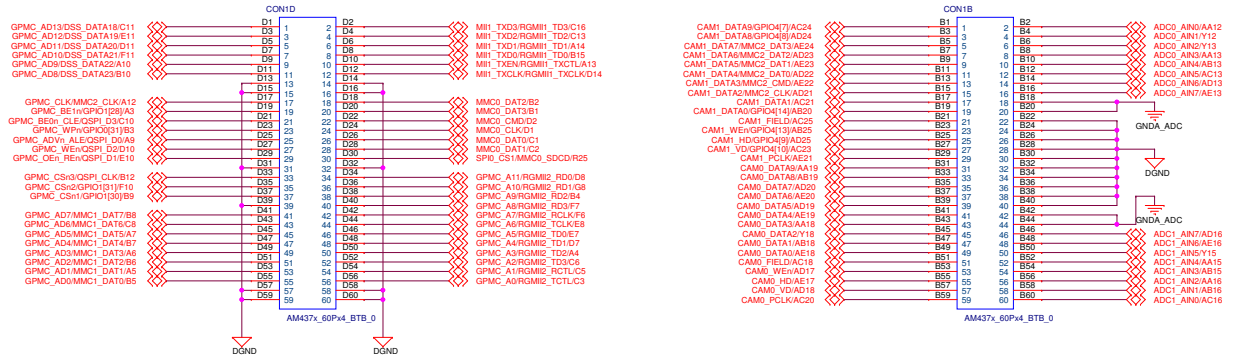 CON1D
GPMC_AD13/DSS_DATA18/C11 D1 1 2 D2 MII1_TXD3/RGMII1_TD3/C16
GPMC_AD12/DSS_DATA19/E11 D3 3 4 D4 MII1_TXD2/RGMII1_TD2/C13
GPMC_AD11/DSS_DATA20/D11 D5 5 6 D6 MII1_TXD1/RGMII1_TD1/A14
GPMC_AD10/DSS_DATA21/F11 D7 7 8 D8 MII1_TXD0/RGMII1_TD0/B15
GPMC_AD9/DSS_DATA22/A10 D9 9 10 D10 MII1_TXEN/RGMII1_TXCTL/A13
GPMC_AD8/DSS_DATA23/B10 D11 11 12 D12 MII1_TXCLK/RGMII1_TXCLK/D14
D13 13 14 D14
D15 15 16 D16
GPMC_CLK/MMC2_CLK/A12 D17 17 18 D18 MMC0_DAT2/B2
GPMC_BE1n/GPIO1[28]/A3 D19 19 20 D20 MMC0_DAT3/B1
GPMC_BE0n_CLE/QSPI_D3/C10 D21 21 22 D22 MMC0_CMD/D2
GPMC_WPn/GPIO0[31]/B3 D23 23 24 D24 MMC0_CLK/D1
GPMC_ADVn_ALE/QSPI_D0/A9 D25 25 26 D26 MMC0_DAT0/C1
GPMC_WEn/QSPI_D2/D10 D27 27 28 D28 MMC0_DAT1/C2
GPMC_OEn_REn/QSPI_D1/E10 D29 29 30 D30 SPI0_CS1/MMC0_SDCD/R25
D31 31 32 D32
GPMC_CSn3/QSPI_CLK/B12 D33 33 34 D34 GPMC_A11/RGMII2_RD0/D8
GPMC_CSn2/GPIO1[31]/F10 D35 35 36 D36 GPMC_A10/RGMII2_RD1/G8
GPMC_CSn1/GPIO1[30]/B9 D37 37 38 D38 GPMC_A9/RGMII2_RD2/B4
D39 39 40 D40 GPMC_A8/RGMII2_RD3/F7
GPMC_AD7/MMC1_DAT7/B8 D41 41 42 D42 GPMC_A7/RGMII2_RCLK/F6
GPMC_AD6/MMC1_DAT6/C8 D43 43 44 D44 GPMC_A6/RGMII2_TCLK/E8
GPMC_AD5/MMC1_DAT5/A7 D45 45 46 D46 GPMC_A5/RGMII2_TD0/E7
GPMC_AD4/MMC1_DAT4/B7 D47 47 48 D48 GPMC_A4/RGMII2_TD1/D7
GPMC_AD3/MMC1_DAT3/A6 D49 49 50 D50 GPMC_A3/RGMII2_TD2/A4
GPMC_AD2/MMC1_DAT2/B6 D51 51 52 D52 GPMC_A2/RGMII2_TD3/C6
GPMC_AD1/MMC1_DAT1/A5 D53 53 54 D54 GPMC_A1/RGMII2_RCTL/C5
GPMC_AD0/MMC1_DAT0/B5 D55 55 56 D56 GPMC_A0/RGMII2_TCTL/C3
D57 57 58 D58
D59 59 60 D60
AM437x_60Px4_BTB_0
DGND DGND
CON1B
CAM1_DATA9/GPIO4[7]/AC24 B1 1 2 B2 ADC0_AIN0/AA12
CAM1_DATA8/GPIO4[8]/AD24 B3 3 4 B4 ADC0_AIN1/Y12
CAM1_DATA7/MMC2_DAT3/AE24 B5 5 6 B6 ADC0_AIN2/Y13
CAM1_DATA6/MMC2_DAT2/AD23 B7 7 8 B8 ADC0_AIN3/AA13
CAM1_DATA5/MMC2_DAT1/AE23 B9 9 10 B10 ADC0_AIN4/AB13
CAM1_DATA4/MMC2_DAT0/AD22 B11 11 12 B12 ADC0_AIN5/AC13
CAM1_DATA3/MMC2_CMD/AE22 B13 13 14 B14 ADC0_AIN6/AD13
CAM1_DATA2/MMC2_CLK/AD21 B15 15 16 B16 ADC0_AIN7/AE13
CAM1_DATA1/AC21 B17 17 18 B18
CAM1_DATA0/GPIO4[14]/AB20 B19 19 20 B20
GNDA_ADC
CAM1_FIELD/AC25 B21 21 22 B22
CAM1_WEn/GPIO4[13]/AB25 B23 23 24 B24
CAM1_HD/GPIO4[9]/AD25 B25 25 26 B26
CAM1_VD/GPIO4[10]/AC23 B27 27 28 B28
CAM1_PCLK/AE21 B29 29 30 B30
CAM0_DATA9/AA19 B31 31 32 B32
DGND
CAM0_DATA8/AB19 B33 33 34 B34
CAM0_DATA7/AD20 B35 35 36 B36
CAM0_DATA6/AE20 B37 37 38 B38
CAM0_DATA5/AD19 B39 39 40 B40
CAM0_DATA4/AE19 B41 41 42 B42
GNDA_ADC
CAM0_DATA3/AA18 B43 43 44 B44
CAM0_DATA2/Y18 B45 45 46 B46 ADC1_AIN7/AD16
CAM0_DATA1/AB18 B47 47 48 B48 ADC1_AIN6/AE16
CAM0_DATA0/AE18 B49 49 50 B50 ADC1_AIN5/Y15
CAM0_FIELD/AC18 B51 51 52 B52 ADC1_AIN4/AA15
CAM0_WEn/AD17 B53 53 54 B54 ADC1_AIN3/AB15
CAM0_HD/AE17 B55 55 56 B56 ADC1_AIN2/AA16
CAM0_VD/AD18 B57 57 58 B58 ADC1_AIN1/AB16
CAM0_PCLK/AC20 B59 59 60 B60 ADC1_AIN0/AC16
AM437x_60Px4_BTB_0